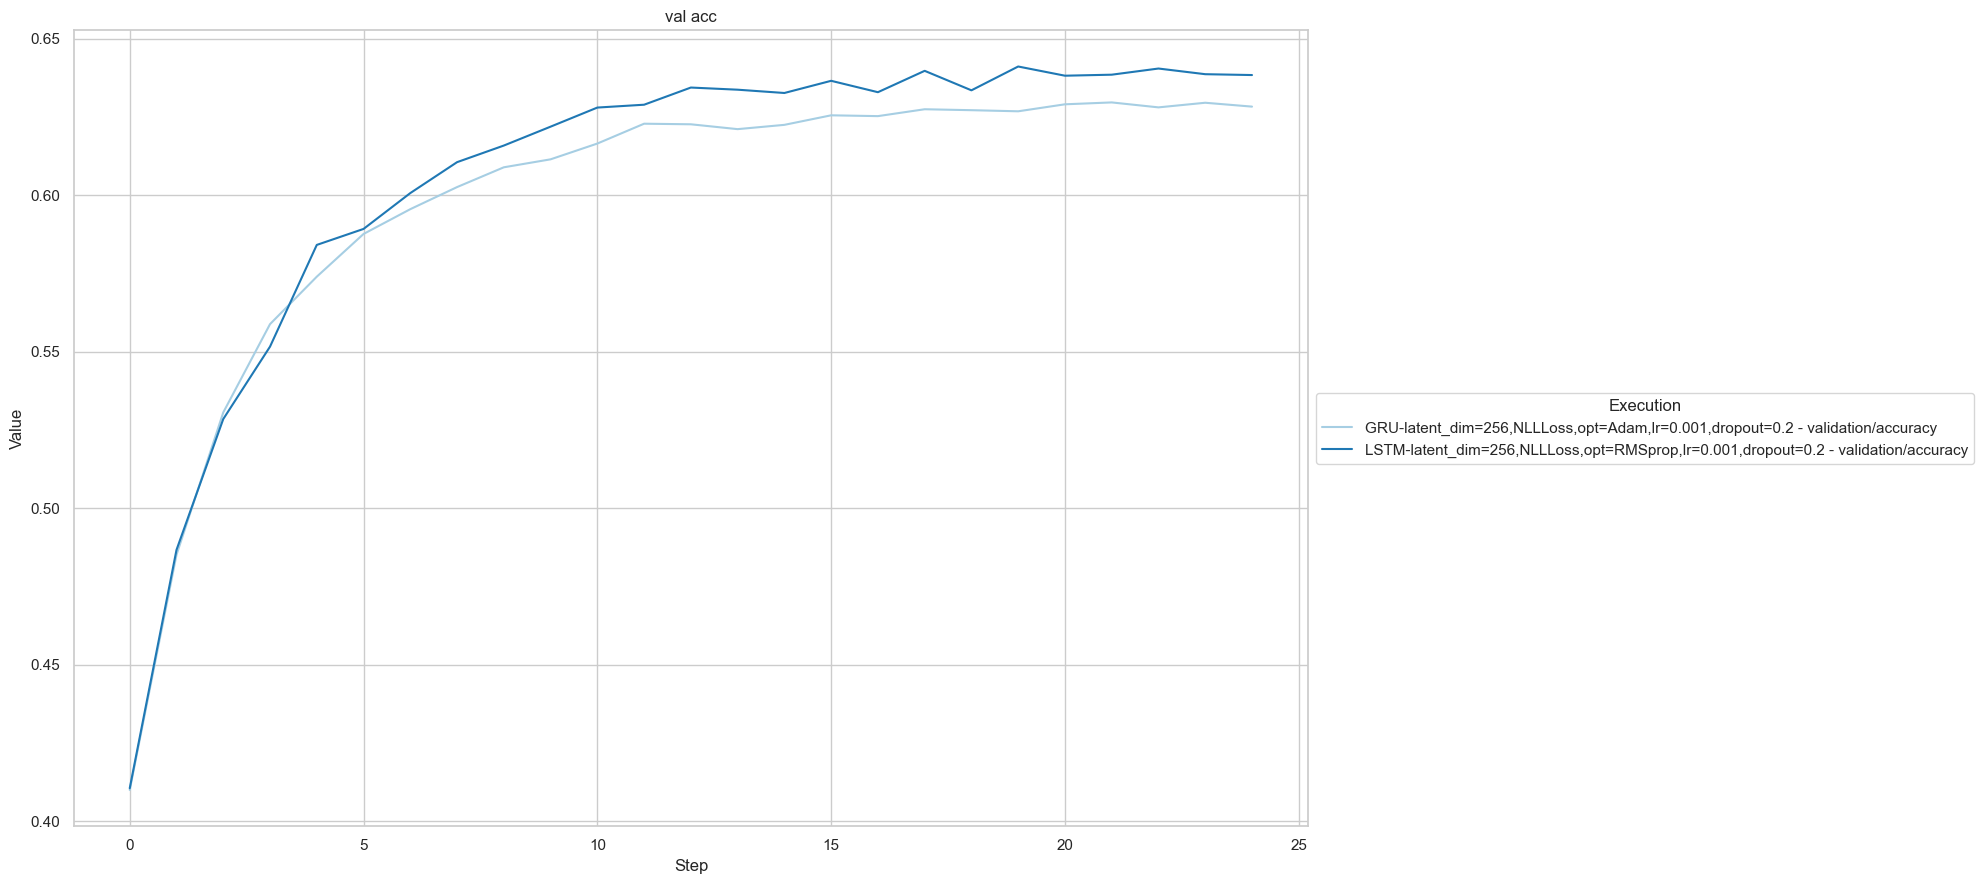 val acc
0.65
0.60
0.55
0.50
0.45
0.40
Value
0 5 10 15 20 25
Step
Execution
GRU-latent_dim=256,NLLLoss,opt=Adam,lr=0.001,dropout=0.2 - validation/accuracy
LSTM-latent_dim=256,NLLLoss,opt=RMSprop,lr=0.001,dropout=0.2 - validation/accuracy